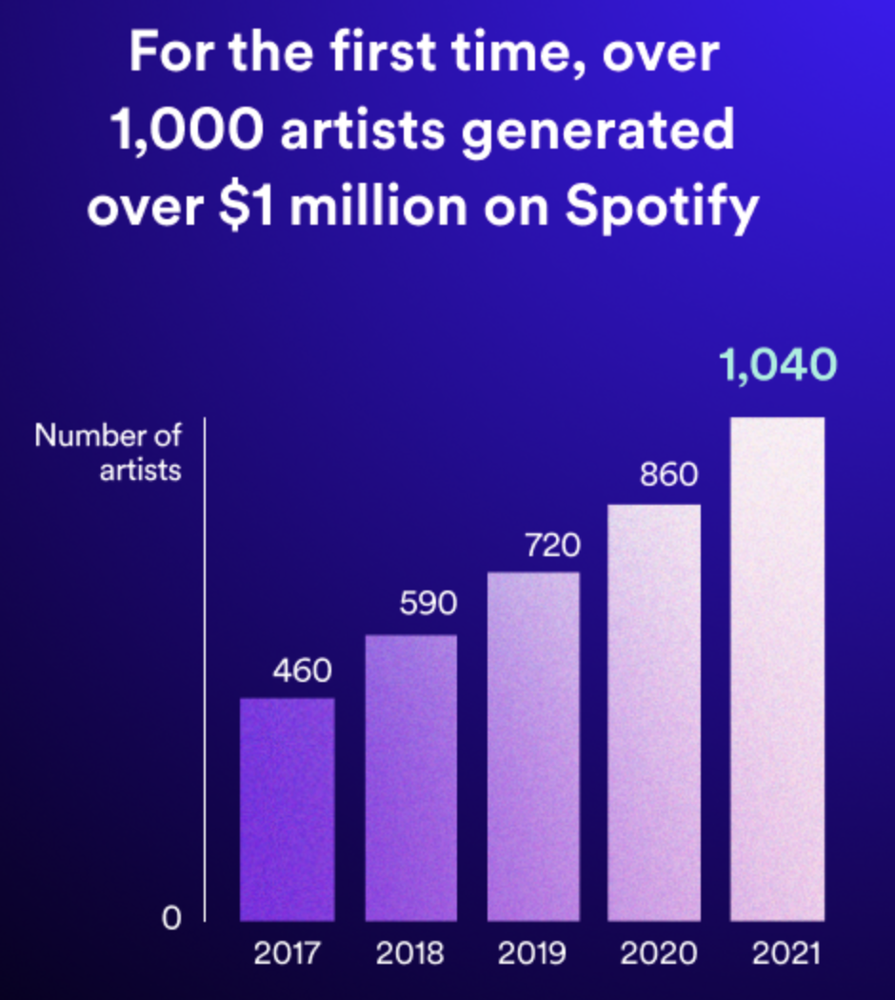 For the first time, over
1,000 artists generated
over $1 million on Spotify
1,040
Number of
artists
860
720
590
460
0
2017 2018 2019 2020 2021